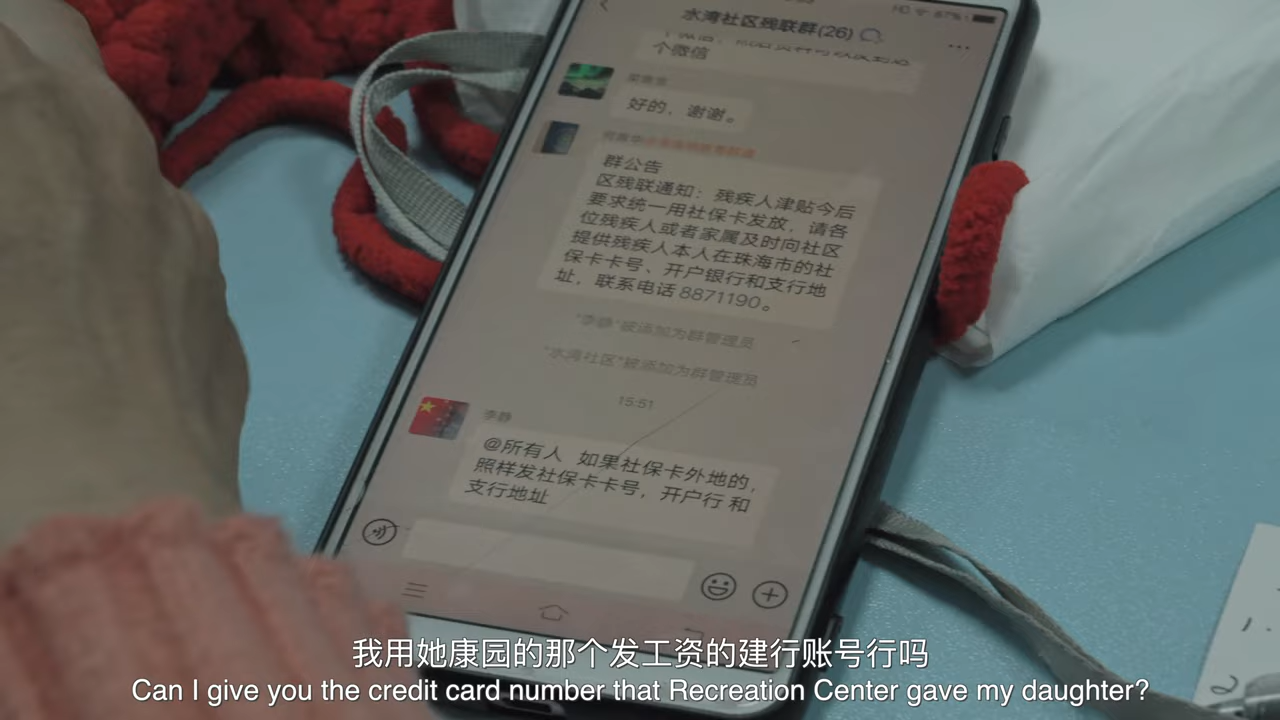 水湾社区残联群(26)
个微信
好的，谢谢。
群公告
区残联通知：残疾人津贴今后
要求统一用社保卡发放，请各
位残疾人或者家属及时向社区
提供残疾人本人在珠海市的社
保卡卡号、开户银行和支行地
址，联系电话 8871190。
"李静"被添加为群管理员
"水湾社区"被添加为群管理员
15:51
李静
@所有人 如果社保卡外地的，
照样发社保卡卡号，开户行 和
支行地址
我用她康园的那个发工资的建行账号行吗
Can I give you the credit card number that Recreation Center gave my daughter?